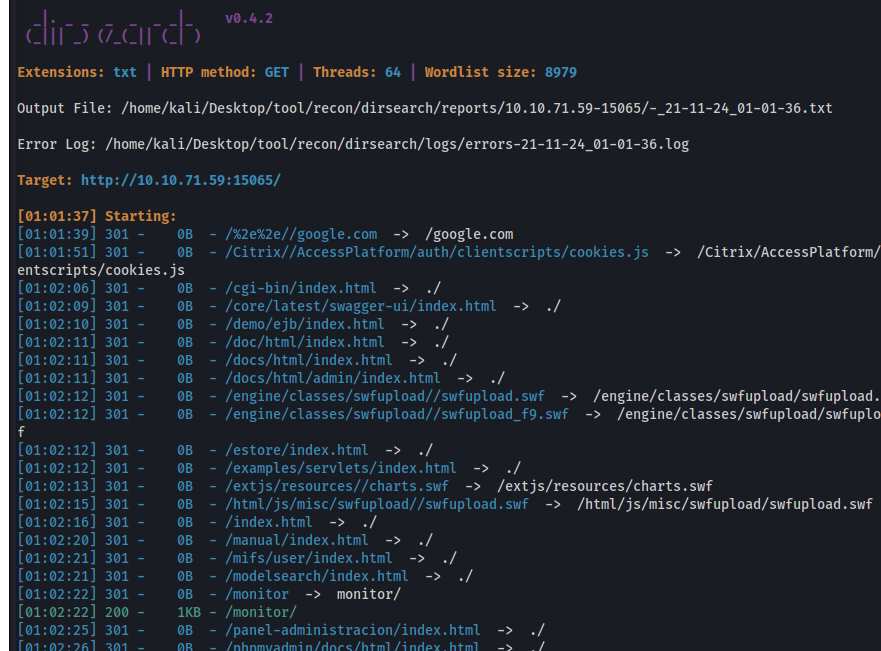 v0.4.2
Extensions: txt | HTTP method: GET | Threads: 64 | Wordlist size: 8979
Output File: /home/kali/Desktop/tool/recon/dirsearch/reports/10.10.71.59-15065/-_21-11-24_01-01-36.txt
Error Log: /home/kali/Desktop/tool/recon/dirsearch/logs/errors-21-11-24_01-01-36.log
Target: http://10.10.71.59:15065/
[01:01:37] Starting:
[01:01:39] 301 -    0B  - /%2e%2e//google.com  ->  /google.com
[01:01:51] 301 -    0B  - /Citrix//AccessPlatform/auth/clientscripts/cookies.js  ->  /Citrix/AccessPlatform/
entscripts/cookies.js
[01:02:06] 301 -    0B  - /cgi-bin/index.html  ->  ./
[01:02:09] 301 -    0B  - /core/latest/swagger-ui/index.html  ->  ./
[01:02:10] 301 -    0B  - /demo/ejb/index.html  ->  ./
[01:02:11] 301 -    0B  - /doc/html/index.html  ->  ./
[01:02:11] 301 -    0B  - /docs/html/index.html  ->  ./
[01:02:11] 301 -    0B  - /docs/html/admin/index.html  ->  ./
[01:02:12] 301 -    0B  - /engine/classes/swfupload//swfupload.swf  ->  /engine/classes/swfupload/swfupload.
[01:02:12] 301 -    0B  - /engine/classes/swfupload//swfupload_f9.swf  ->  /engine/classes/swfupload/swfuplo
f
[01:02:12] 301 -    0B  - /estore/index.html  ->  ./
[01:02:12] 301 -    0B  - /examples/servlets/index.html  ->  ./
[01:02:13] 301 -    0B  - /extjs/resources//charts.swf  ->  /extjs/resources/charts.swf
[01:02:15] 301 -    0B  - /html/js/misc/swfupload//swfupload.swf  ->  /html/js/misc/swfupload/swfupload.swf
[01:02:16] 301 -    0B  - /index.html  ->  ./
[01:02:20] 301 -    0B  - /manual/index.html  ->  ./
[01:02:21] 301 -    0B  - /mifs/user/index.html  ->  ./
[01:02:21] 301 -    0B  - /modelsearch/index.html  ->  ./
[01:02:22] 301 -    0B  - /monitor  ->  monitor/
[01:02:22] 200 -    1KB - /monitor/
[01:02:25] 301 -    0B  - /panel-administracion/index.html  ->  ./
[01:02:26] 301 -    0B  - /phpmyadmin/docs/html/index.html  ->  ./